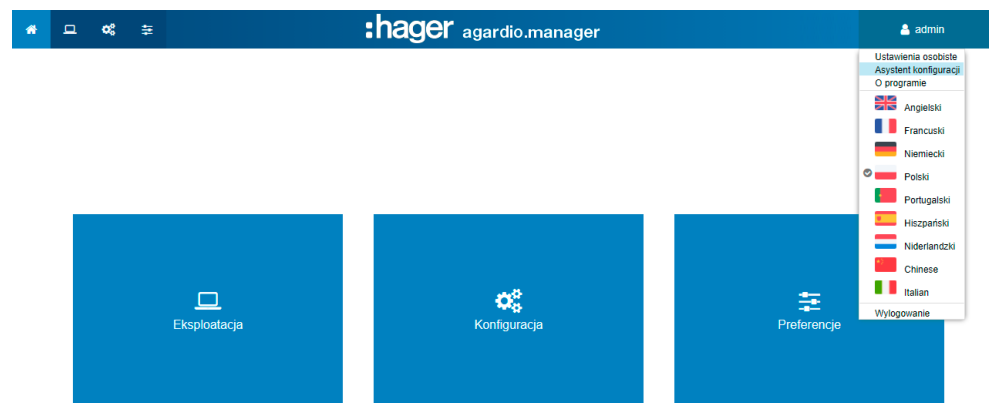 :hager agardio.manager
admin
Ustawienia osobiste
Asystent konfiguracji
O programie
Angielski
Francuski
Niemiecki
Polski
Portugalski
Hiszpański
Niderlandzki
Chinese
Italian
Wylogowanie
Eksploatacja
Konfiguracja
Preferencje